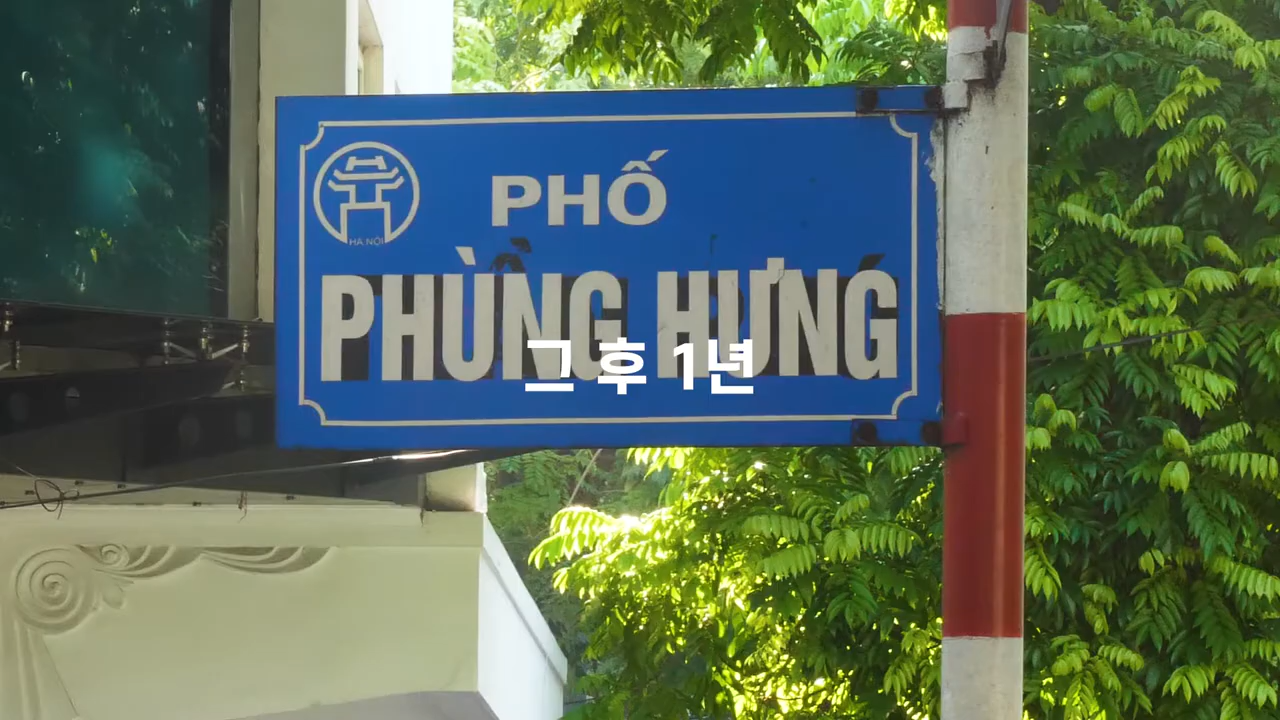 HÀ NỘI
PHỐ
PHÙNG HƯNG
그 후 1년